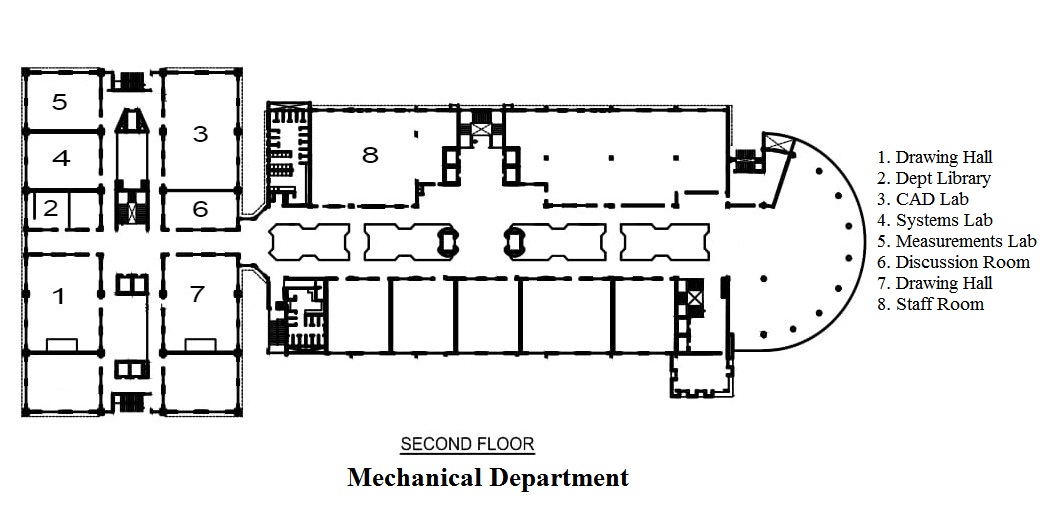 5
3
4
8
2
6
1
7
1. Drawing Hall
2. Dept Library
3. CAD Lab
4. Systems Lab
5. Measurements Lab
6. Discussion Room
7. Drawing Hall
8. Staff Room
SECOND FLOOR
Mechanical Department